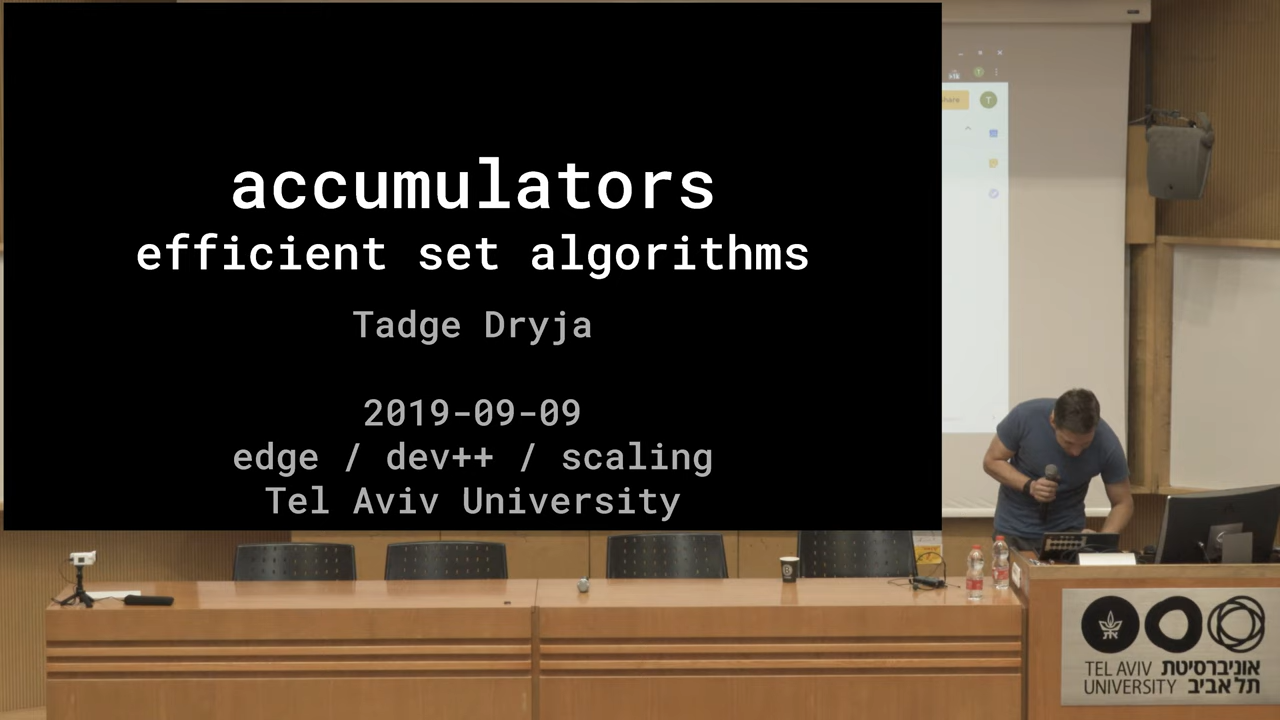 accumulators
efficient set algorithms
Tadge Dryja
2019-09-09
edge / dev++ / scaling
Tel Aviv University
Share
T
TEL AVIV אוניברסיטת
UNIVERSITY תל אביב